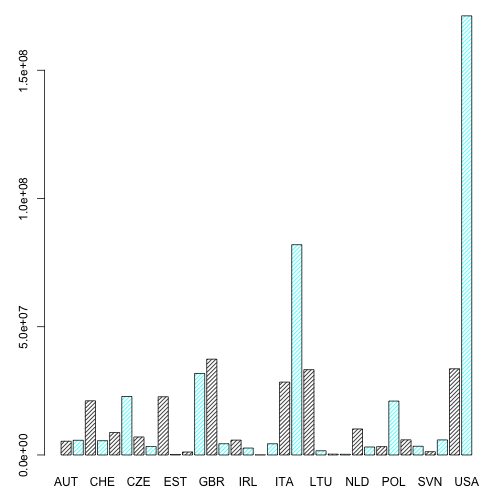 1.5e+08
1.0e+08
5.0e+07
0.0e+00
AUT CHE CZE EST GBR IRL ITA LTU NLD POL SVN USA